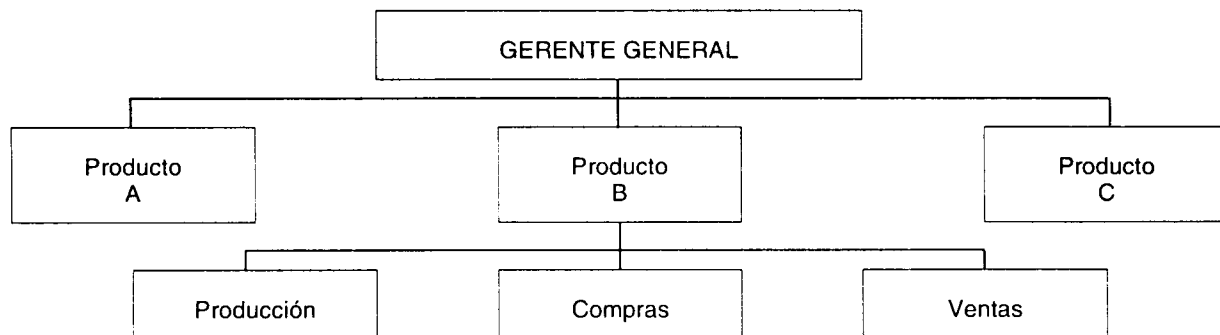 GERENTE GENERAL
Producto
A
Producto
B
Producto
C
Producción
Compras
Ventas